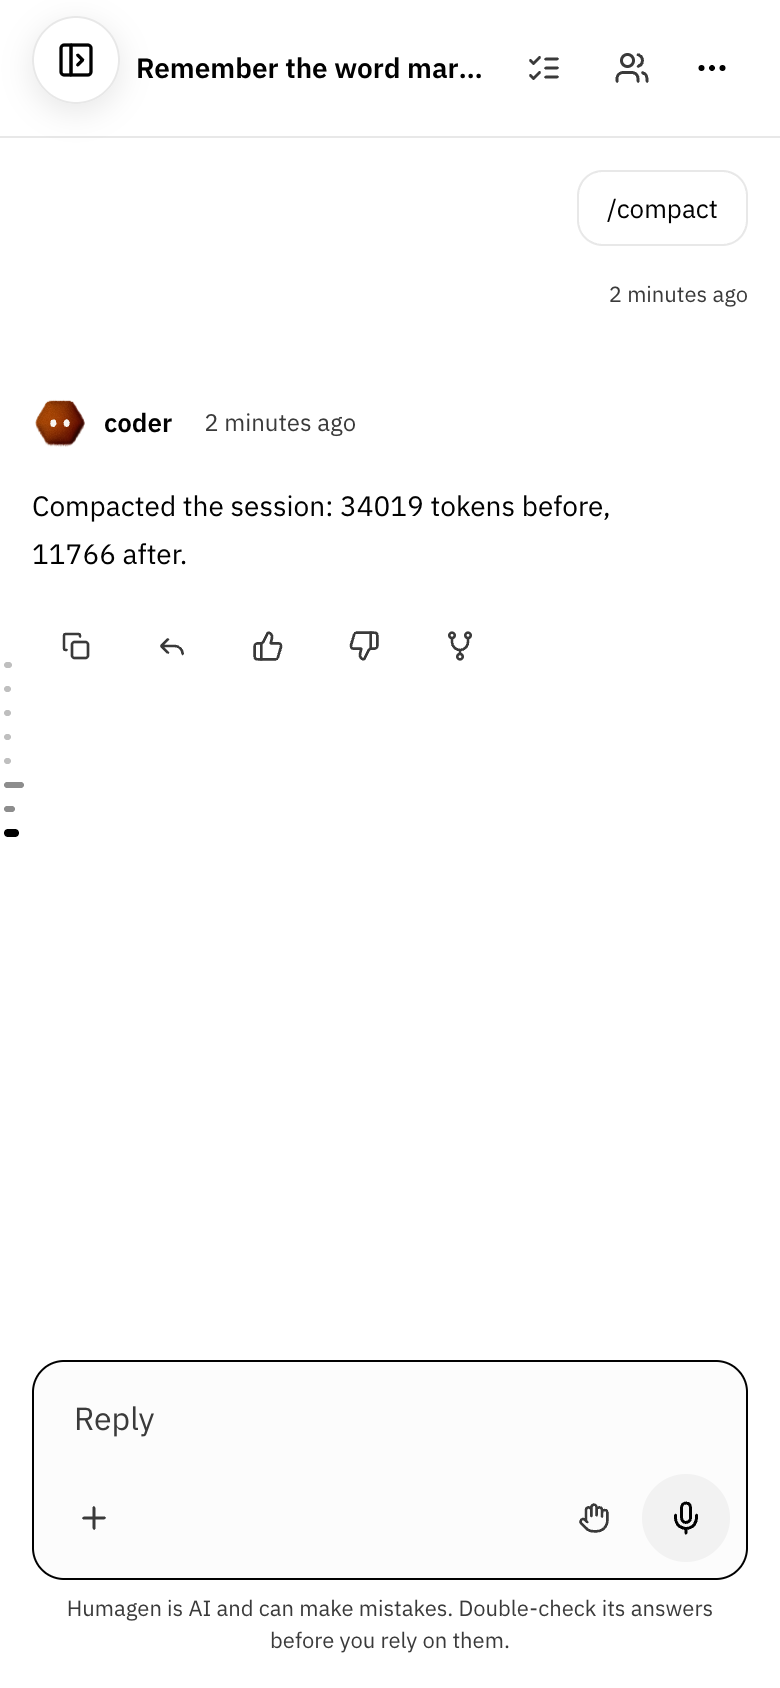 Remember the word mar...
/compact
2 minutes ago
coder 2 minutes ago
Compacted the session: 34019 tokens before,
11766 after.
Reply
Humagen is AI and can make mistakes. Double-check its answers
before you rely on them.